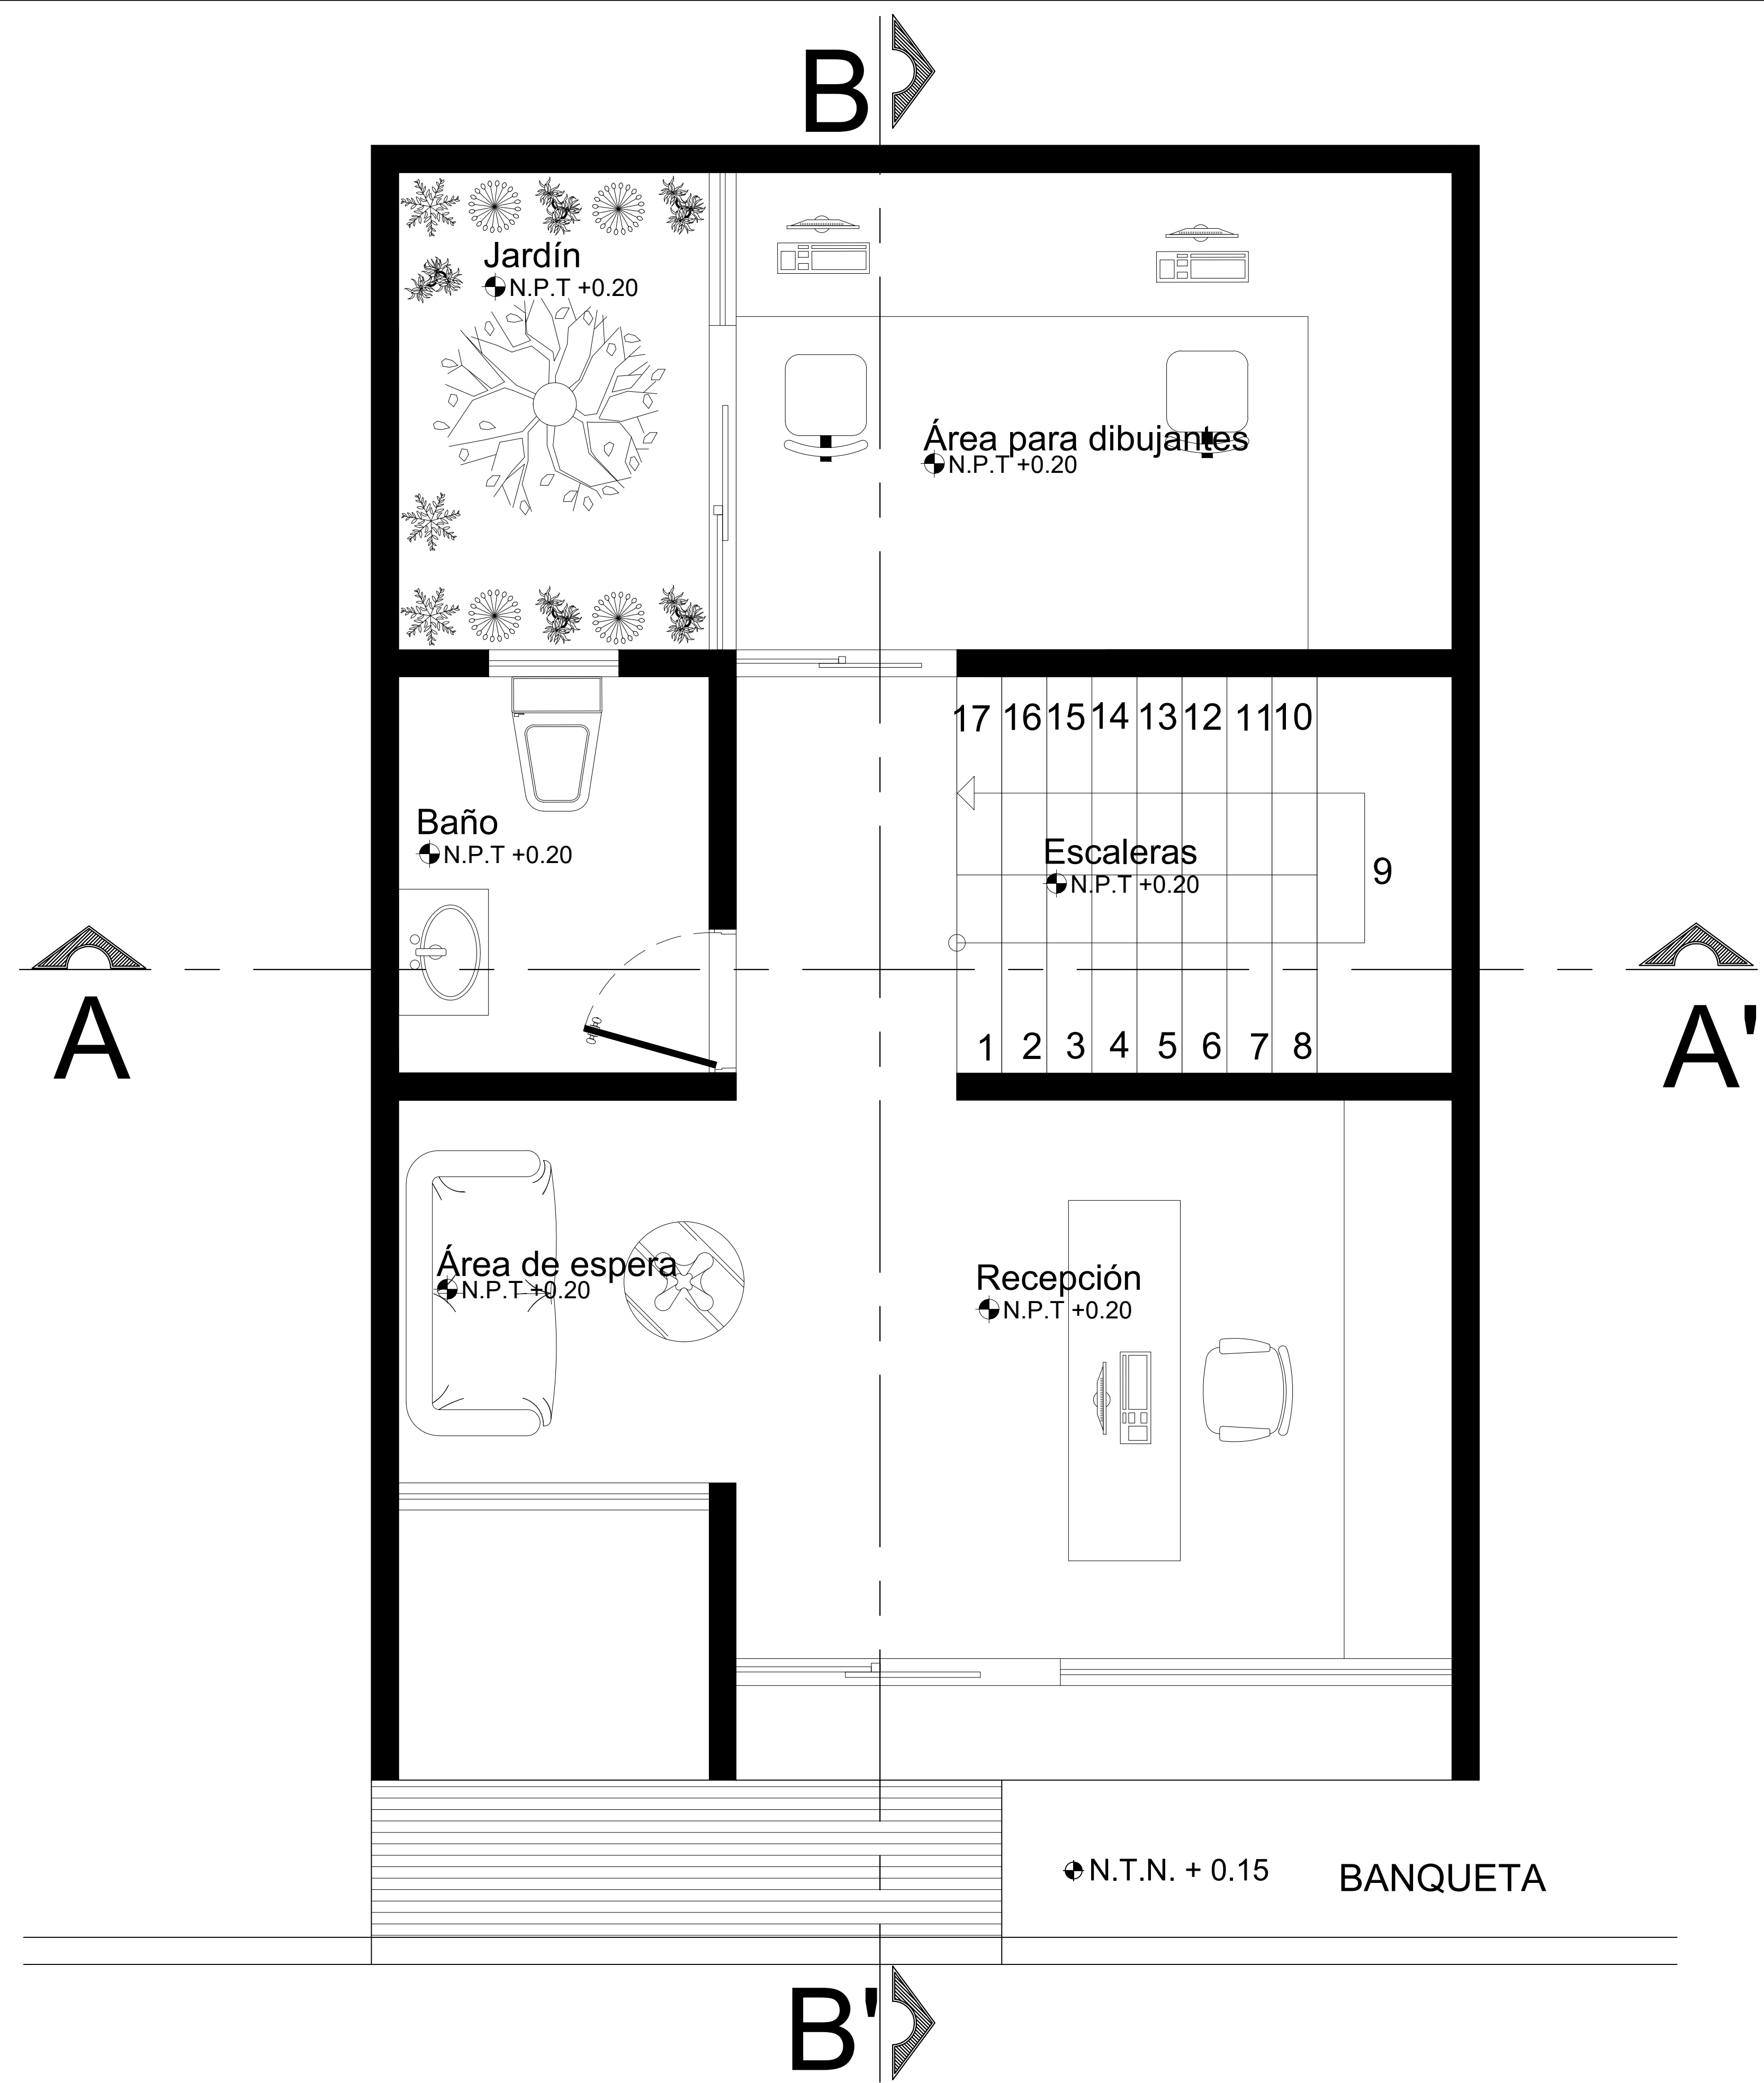 B
Jardín
N.P.T +0.20
Área para dibujantes
N.P.T +0.20
17 16 15 14 13 12 11 10
Baño
N.P.T +0.20
Escaleras
N.P.T +0.20
9
A
A'
1 2 3 4 5 6 7 8
Área de espera
N.P.T +0.20
Recepción
N.P.T +0.20
N.T.N. + 0.15
BANQUETA
B'